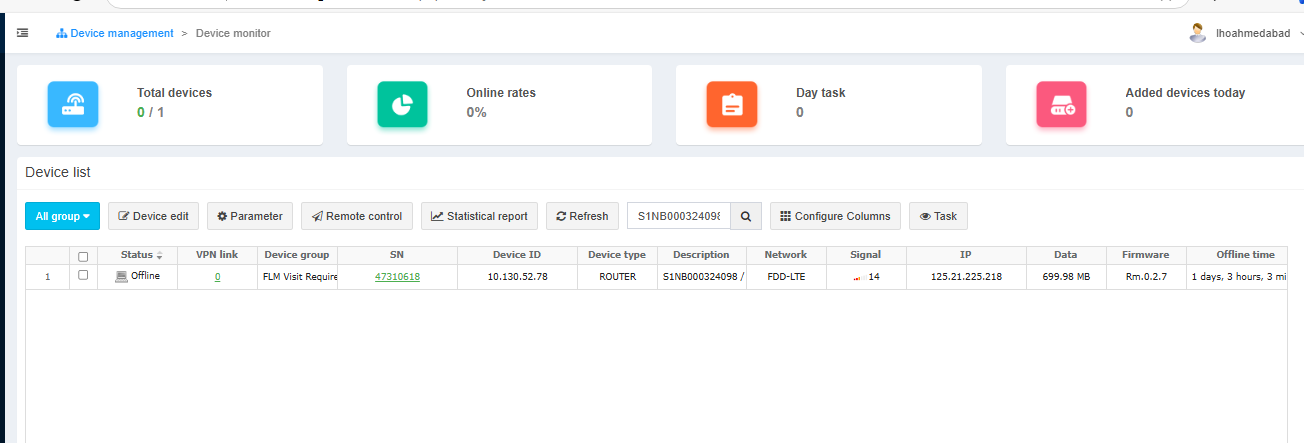 Device management > Device monitor
lhoahmedabad
Total devices
0 / 1
Online rates
0%
Day task
0
Added devices today
0
Device list
All group
Device edit
Parameter
Remote control
Statistical report
Refresh
S1NB000324098
Configure Columns
Task
Status VPN link Device group SN Device ID Device type Description Network Signal IP Data Firmware Offline time
1 Offline 0 FLM Visit Require 47310618 10.130.52.78 ROUTER S1NB000324098 / FDD-LTE 14 125.21.225.218 699.98 MB Rm.0.2.7 1 days, 3 hours, 3 mi